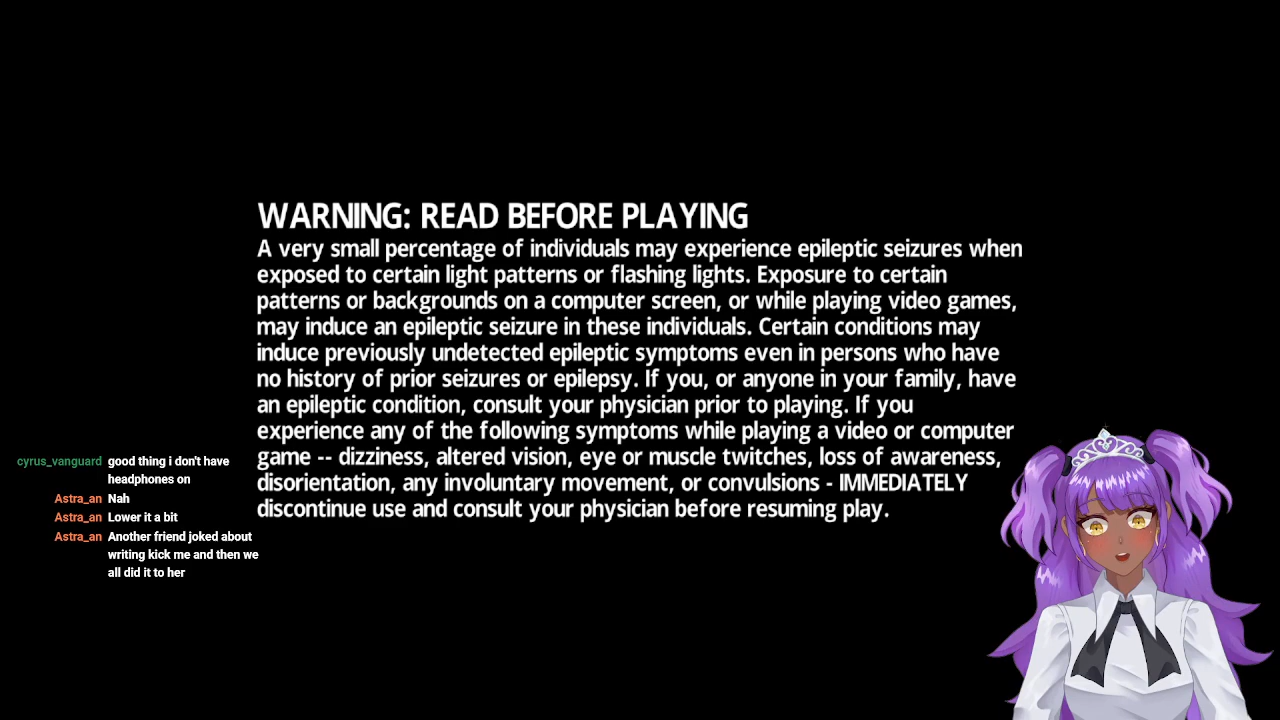 WARNING: READ BEFORE PLAYING
A very small percentage of individuals may experience epileptic seizures when
exposed to certain light patterns or flashing lights. Exposure to certain
patterns or backgrounds on a computer screen, or while playing video games,
may induce an epileptic seizure in these individuals. Certain conditions may
induce previously undetected epileptic symptoms even in persons who have
no history of prior seizures or epilepsy. If you, or anyone in your family, have
an epileptic condition, consult your physician prior to playing. If you
experience any of the following symptoms while playing a video or computer
game -- dizziness, altered vision, eye or muscle twitches, loss of awareness,
disorientation, any involuntary movement, or convulsions - IMMEDIATELY
discontinue use and consult your physician before resuming play.
cyrus_vanguard good thing i don't have
headphones on
Astra_an Nah
Astra_an Lower it a bit
Astra_an Another friend joked about
writing kick me and then we
all did it to her